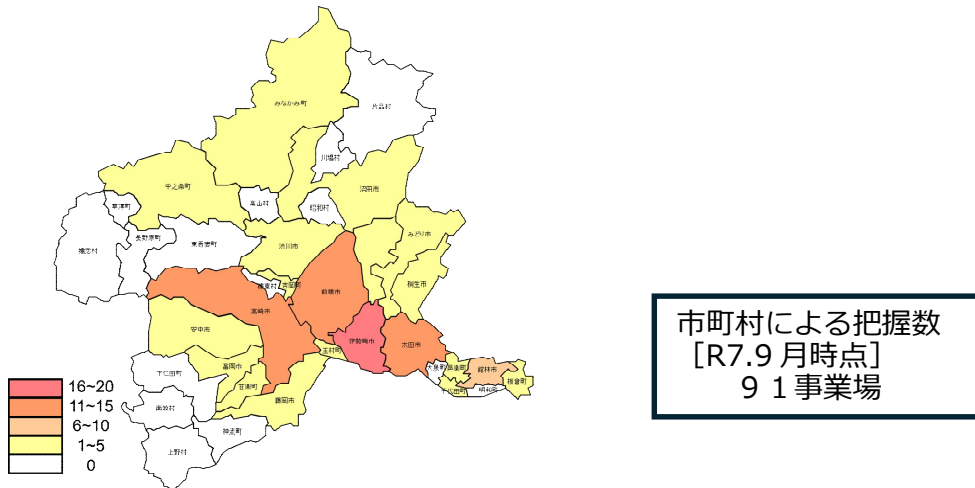 みなかみ町
片品村
川場村
沼田市
中之条町
高山村
昭和村
草津町
みどり市
長野原町
東吾妻町
渋川市
嬬恋村
桐生市
榛東村
吉岡町
前橋市
高崎市
安中市
伊勢崎市
太田市
玉村町
下仁田町
富岡市
大泉町
邑楽町
館林市
板倉町
甘楽町
千代田町
明和町
藤岡市
南牧村
神流町
上野村
16~20
11~15
6~10
1~5
0
市町村による把握数
［R7.9 月時点］
９１事業場